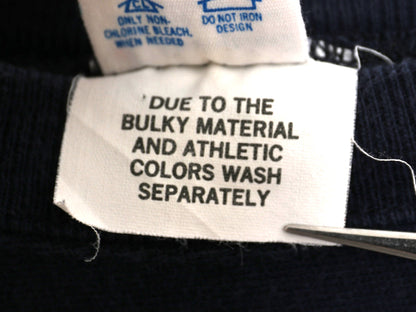 CL
ONLY NON-
CHLORINE BLEACH,
WHEN NEEDED
DO NOT IRON
DESIGN
DUE TO THE
BULKY MATERIAL
AND ATHLETIC
COLORS WASH
SEPARATELY